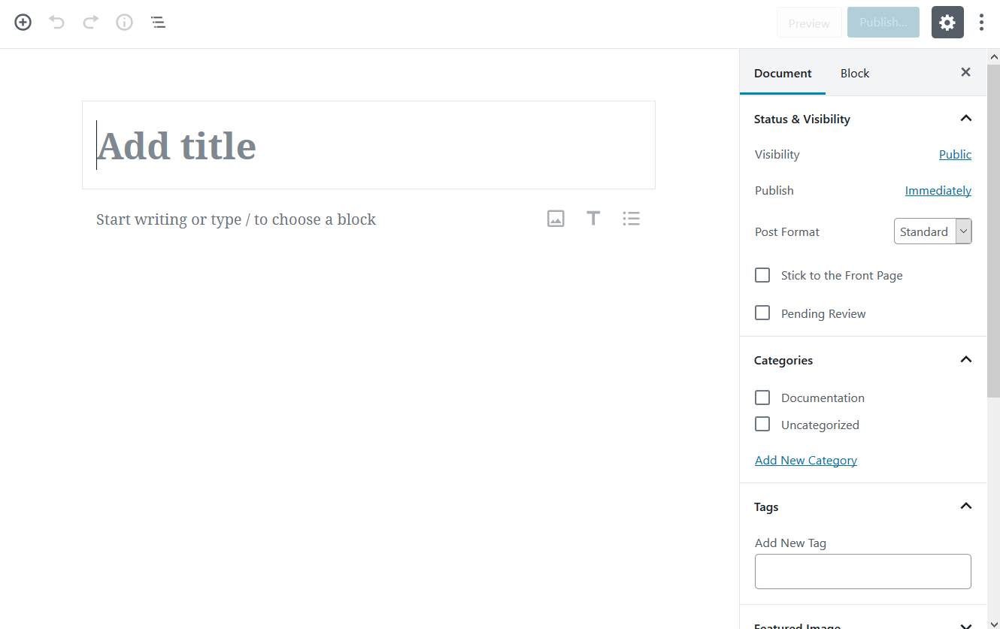 Preview Publish...
Document Block
Status & Visibility
Add title
Visibility Public
Publish Immediately
Start writing or type / to choose a block
Post Format Standard
Stick to the Front Page
Pending Review
Categories
Documentation
Uncategorized
Add New Category
Tags
Add New Tag
Featured Image